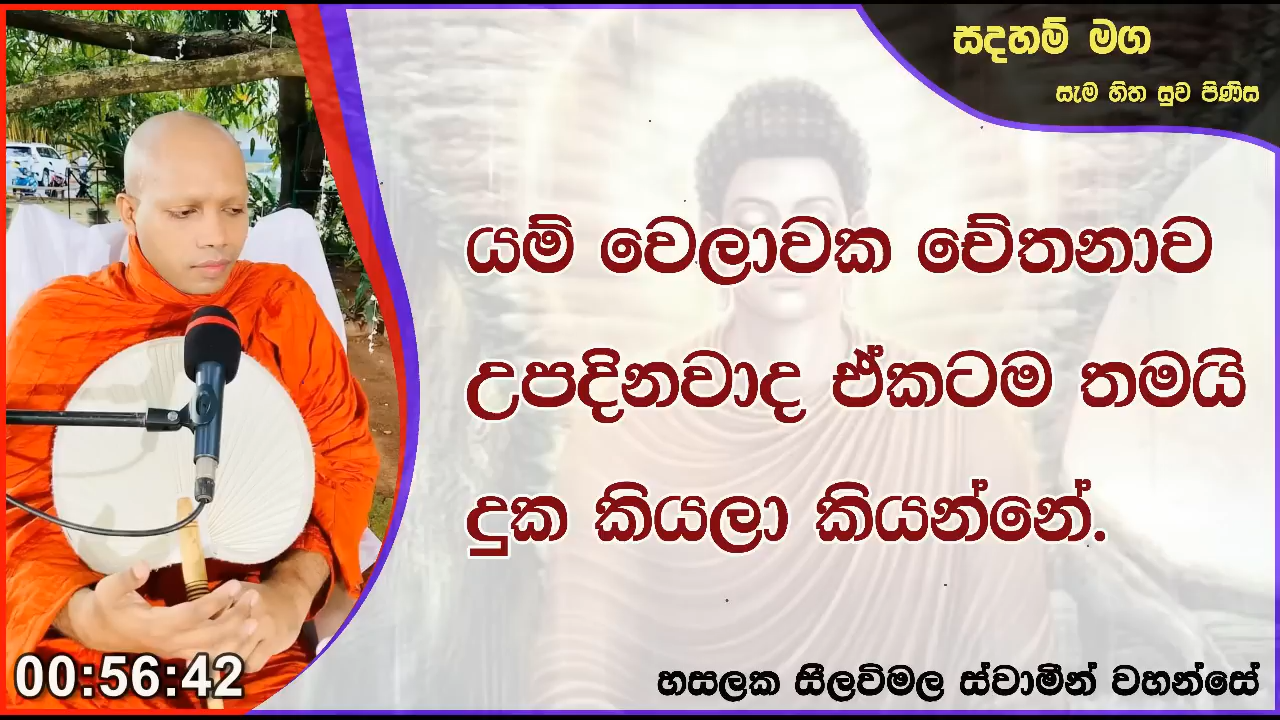 සදහම් මග
සැම හිත සුව පිණිස
යම් වෙලාවක චේතනාව
උපදිනවාද ඒකටම තමයි
දුක කියලා කියන්නේ.
00:56:42
හසලක සීලවිමල ස්වාමීන් වහන්සේ